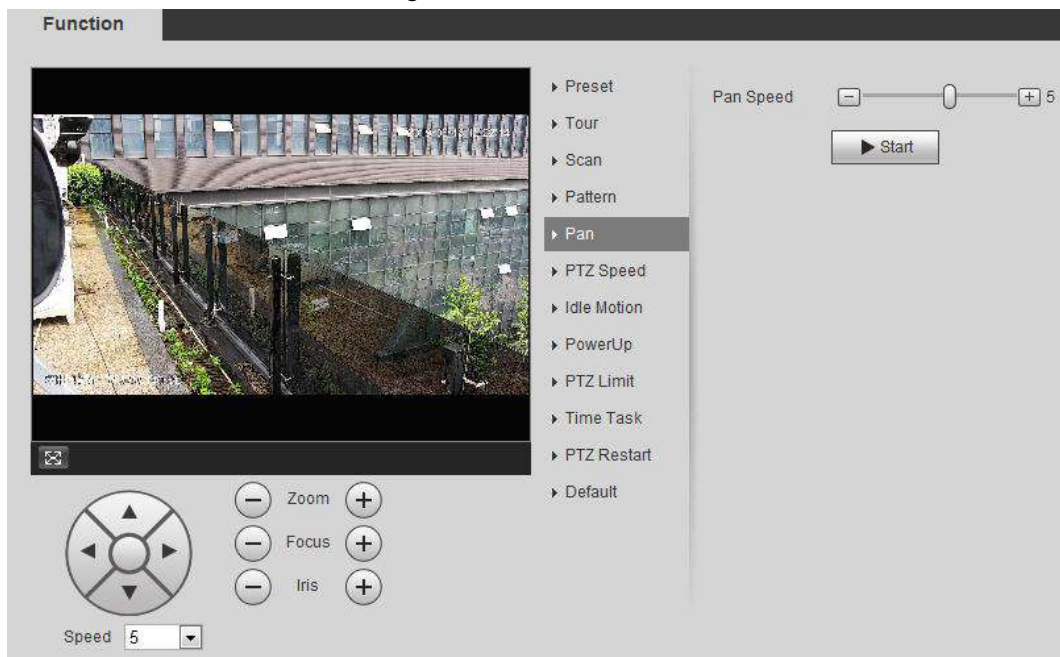 Function
Preset
Tour
Scan
Pattern
Pan
PTZ Speed
Idle Motion
PowerUp
PTZ Limit
Time Task
PTZ Restart
Default
Pan Speed 5
Start
Zoom
Focus
Iris
Speed 5